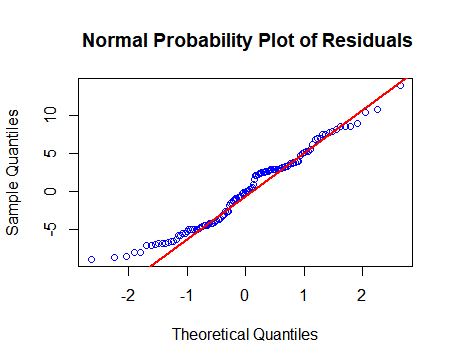 Normal Probability Plot of Residuals
Sample Quantiles
10
5
0
-5
-2 -1 0 1 2
Theoretical Quantiles